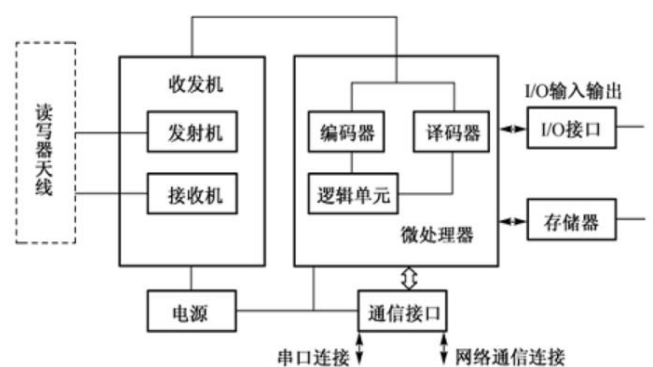 读写器天线
收发机
发射机
接收机
编码器
译码器
逻辑单元
微处理器
I/O输入输出
I/O接口
存储器
电源
通信接口
串口连接
网络通信连接